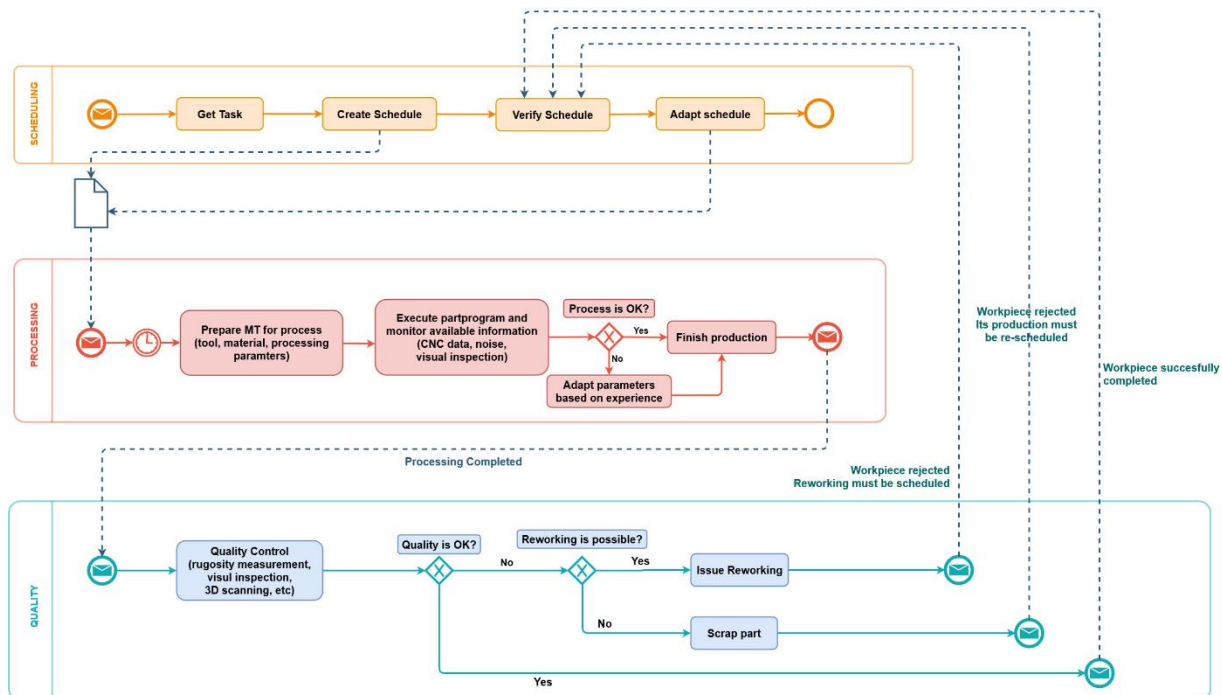 SCHEDULING
Get Task
Create Schedule
Verify Schedule
Adapt schedule
PROCESSING
Prepare MT for process
(tool, material, processing
paramters)
Execute partprogram and
monitor available information
(CNC data, noise,
visual inspection)
Process is OK?
Yes
No
Finish production
Adapt parameters
based on experience
Workpiece rejected
Its production must
be re-scheduled
Workpiece succesfully
completed
Processing Completed
Workpiece rejected
Reworking must be scheduled
QUALITY
Quality Control
(rugosity measurement,
visul inspection,
3D scanning, etc)
Quality is OK?
No
Reworking is possible?
Yes
Issue Reworking
No
Scrap part
Yes